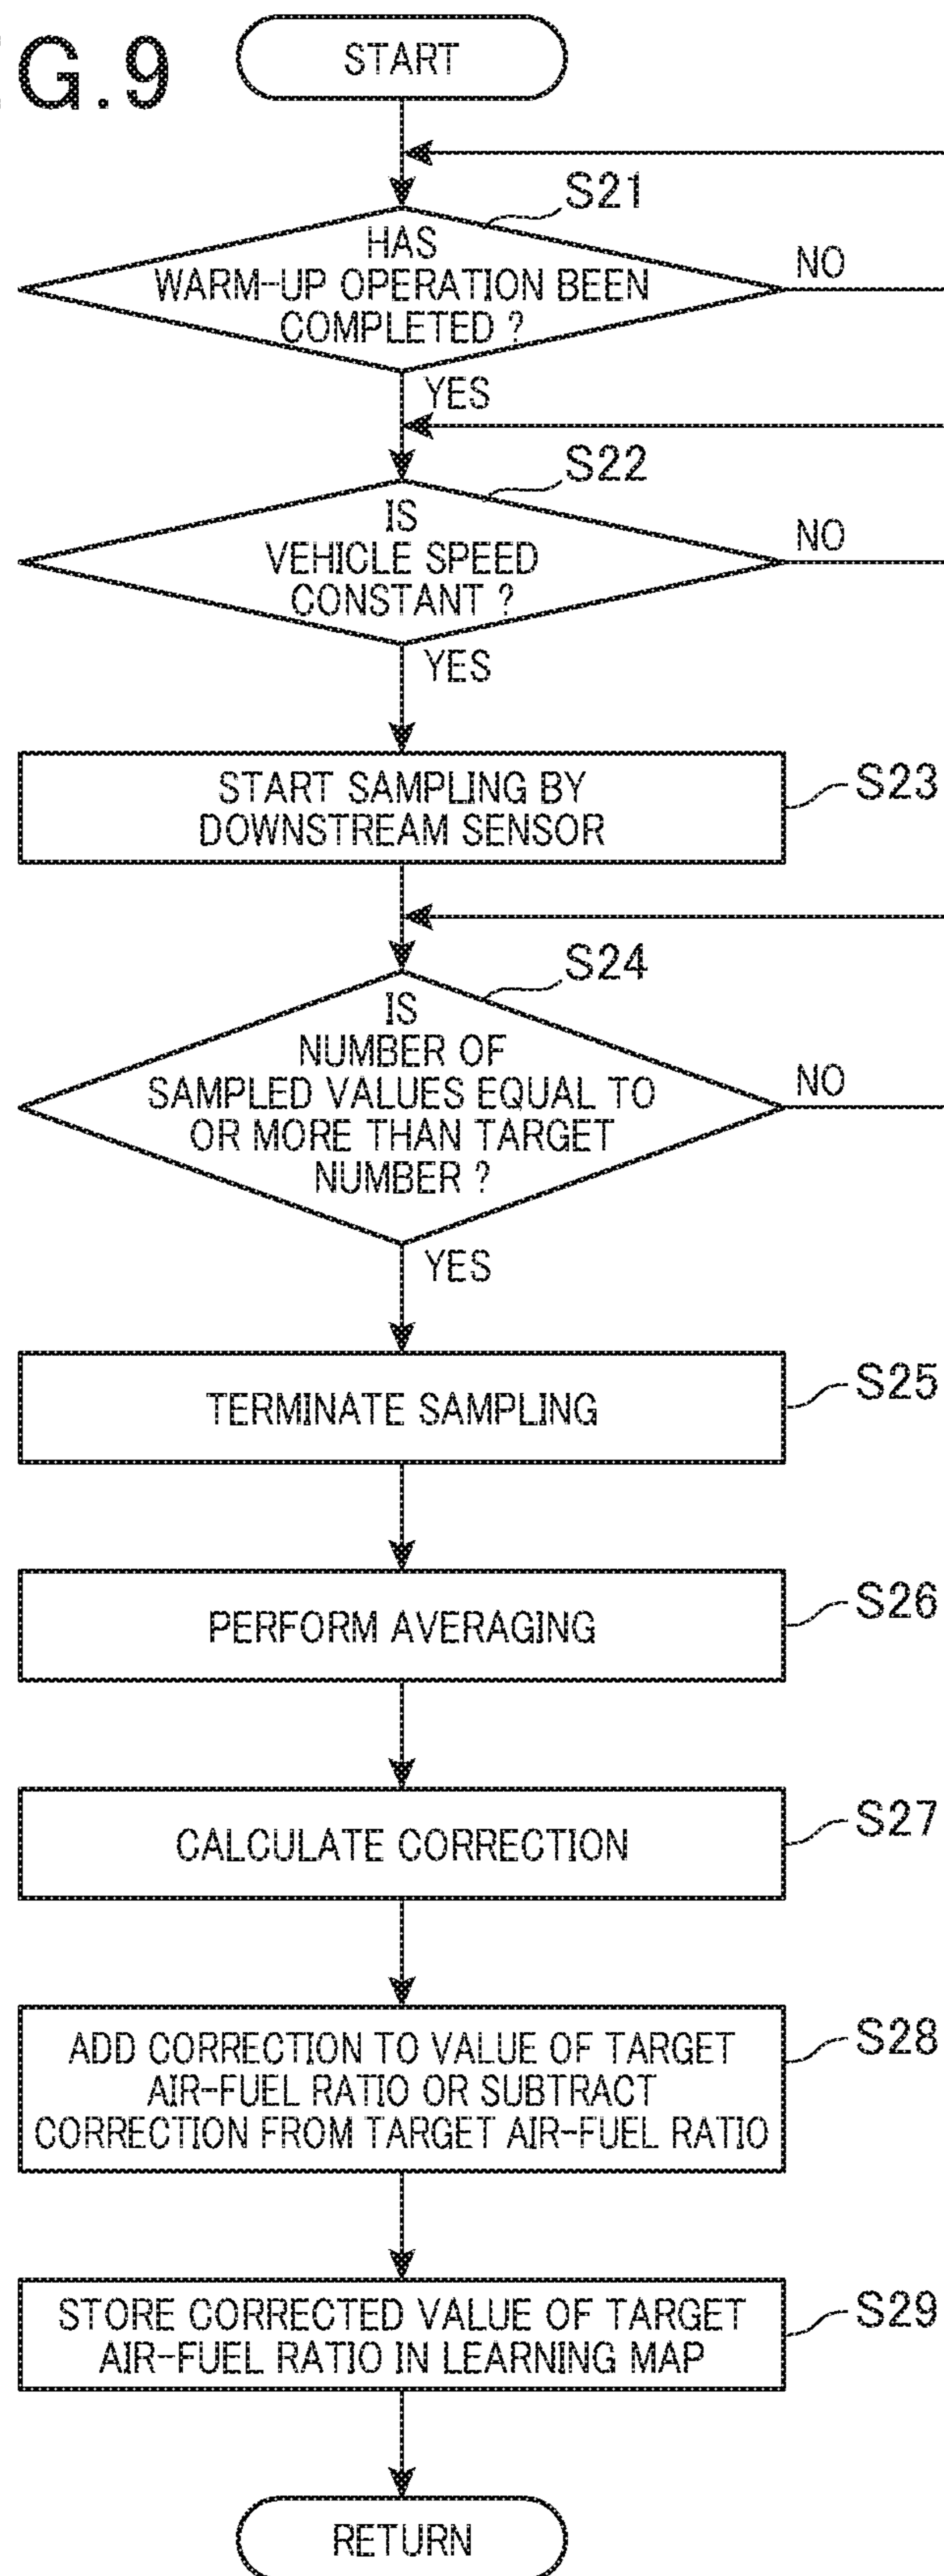 G.9
START
S21
HAS
WARM-UP OPERATION BEEN
COMPLETED ?
NO
YES
S22
IS
VEHICLE SPEED
CONSTANT ?
NO
YES
START SAMPLING BY
DOWNSTREAM SENSOR
S23
S24
IS
NUMBER OF
SAMPLED VALUES EQUAL TO
OR MORE THAN TARGET
NUMBER ?
NO
YES
TERMINATE SAMPLING
S25
PERFORM AVERAGING
S26
CALCULATE CORRECTION
S27
ADD CORRECTION TO VALUE OF TARGET
AIR-FUEL RATIO OR SUBTRACT
CORRECTION FROM TARGET AIR-FUEL RATIO
S28
STORE CORRECTED VALUE OF TARGET
AIR-FUEL RATIO IN LEARNING MAP
S29
RETURN